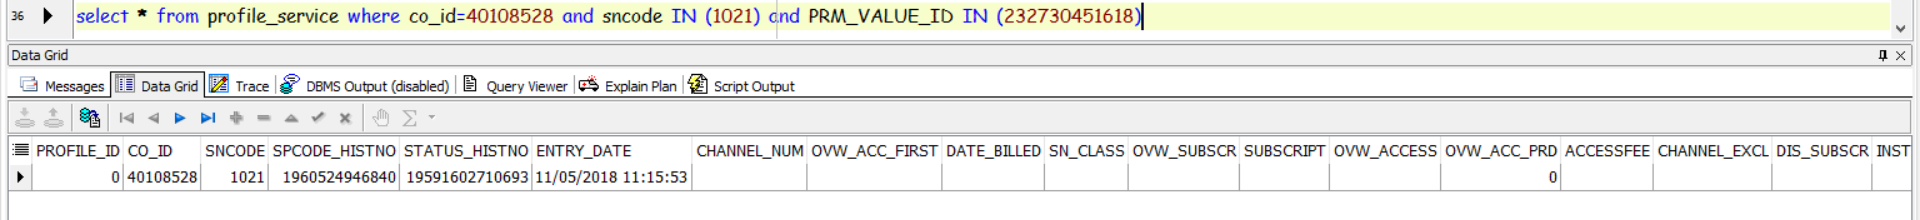 36 select * from profile_service where co_id=40108528 and sncode IN (1021) and PRM_VALUE_ID IN (232730451618)
Data Grid
Messages Data Grid Trace DBMS Output (disabled) Query Viewer Explain Plan Script Output
PROFILE_ID CO_ID SNCODE SPCODE_HISTNO STATUS_HISTNO ENTRY_DATE CHANNEL_NUM OVW_ACC_FIRST DATE_BILLED SN_CLASS OVW_SUBSCR SUBSCRIPT OVW_ACCESS OVW_ACC_PRD ACCESSFEE CHANNEL_EXCL DIS_SUBSCR INST
0 40108528 1021 1960524946840 19591602710693 11/05/2018 11:15:53 0